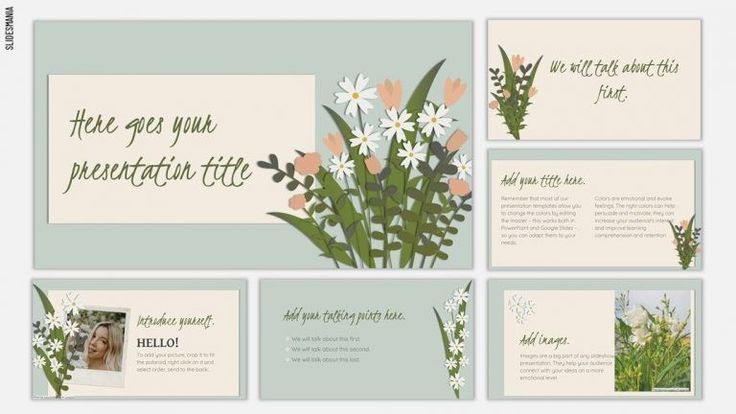 SLIDESMANIA
Here goes your
presentation title
We will talk about this
first.
Add your title here.
Remember that most of our
presentation templates allow you
to change the colors by editing
the master - this works both in
PowerPoint and Google Slides -,
so you can adapt them to your
needs.
Colors are emotional and evoke
feelings. The right colors can help
persuade and motivate, they can
increase your audience's interest
and improve learning
comprehension and retention.
Introduce yourself.
HELLO!
To add your picture, crop it to fit
the polaroid, right click on it and
select order, send to the back.
Add your talking points here.
We will talk about this first.
We will talk about this second.
We will talk about this last.
Add images.
Images are a big part of any slideshow
presentation. They help your audience
connect with your ideas on a more
emotional level